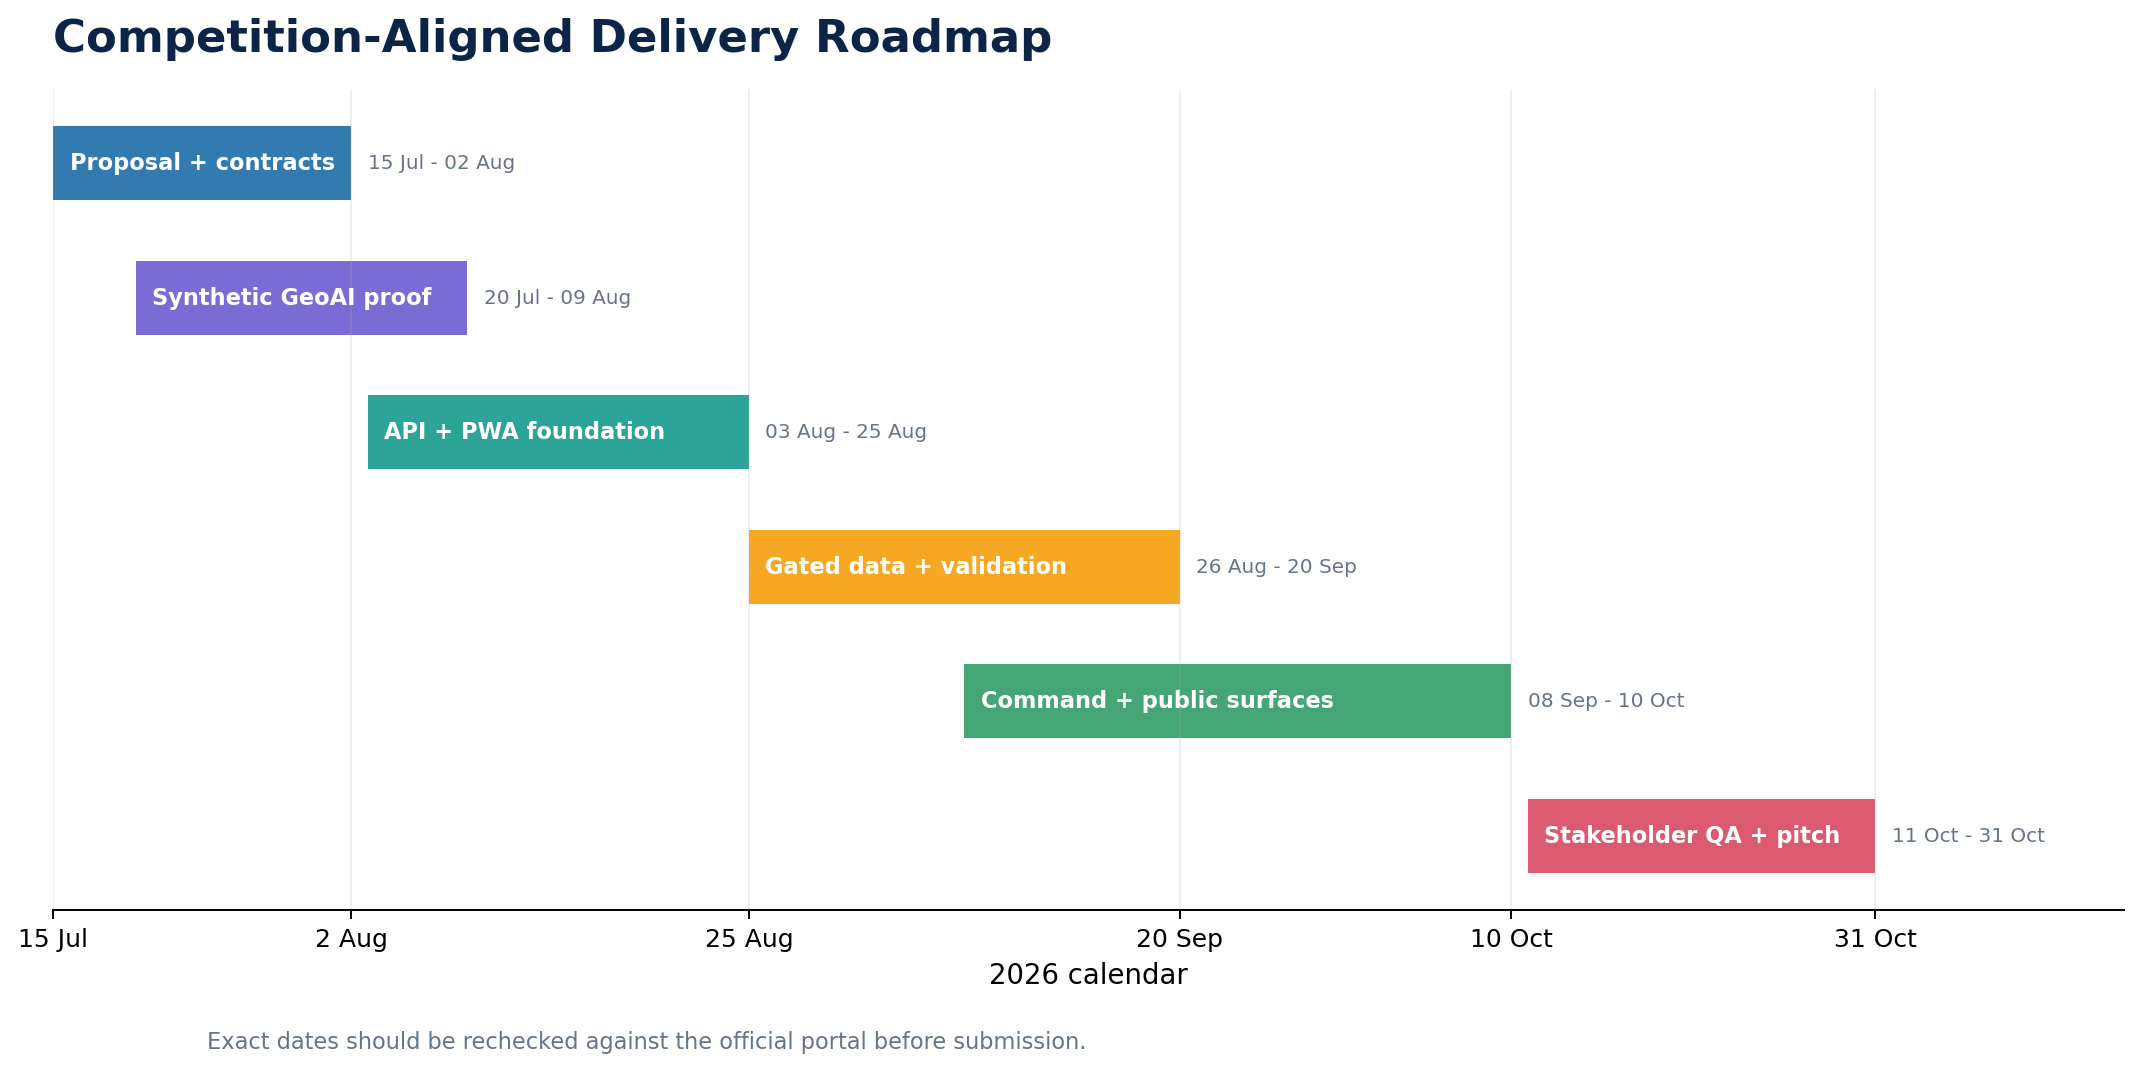 Competition-Aligned Delivery Roadmap
Proposal + contracts 15 Jul - 02 Aug
Synthetic GeoAI proof 20 Jul - 09 Aug
API + PWA foundation 03 Aug - 25 Aug
Gated data + validation 26 Aug - 20 Sep
Command + public surfaces 08 Sep - 10 Oct
Stakeholder QA + pitch 11 Oct - 31 Oct
15 Jul 2 Aug 25 Aug 20 Sep 10 Oct 31 Oct
2026 calendar
Exact dates should be rechecked against the official portal before submission.